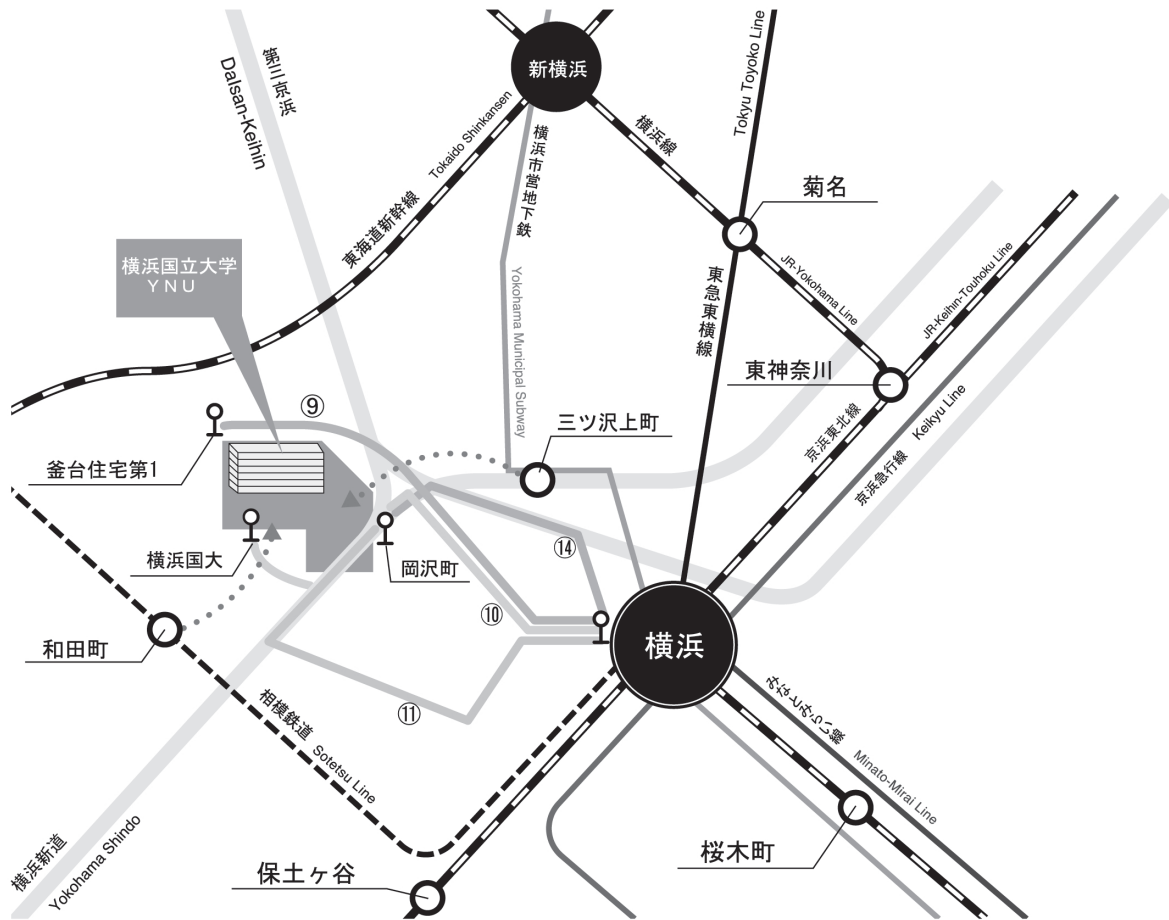 新横浜
第三京浜
Dalsan-Keihin
東海道新幹線 Tokaido Shinkansen
横浜市営地下鉄
Yokohama Municipal Subway
横浜線
Tokyu Toyoko Line
菊名
東急東横線
JR-Yokohama Line
JR-Keihin-Touhoku Line
東神奈川
京浜東北線
京浜急行線 Keikyu Line
横浜国立大学
YNU
⑨
釜台住宅第1
三ツ沢上町
横浜国大
岡沢町
⑭
⑩
⑪
和田町
横浜
相模鉄道 Sotetsu Line
みなとみらい線
Minato-Mirai Line
横浜新道
Yokohama Shindo
保土ヶ谷
桜木町